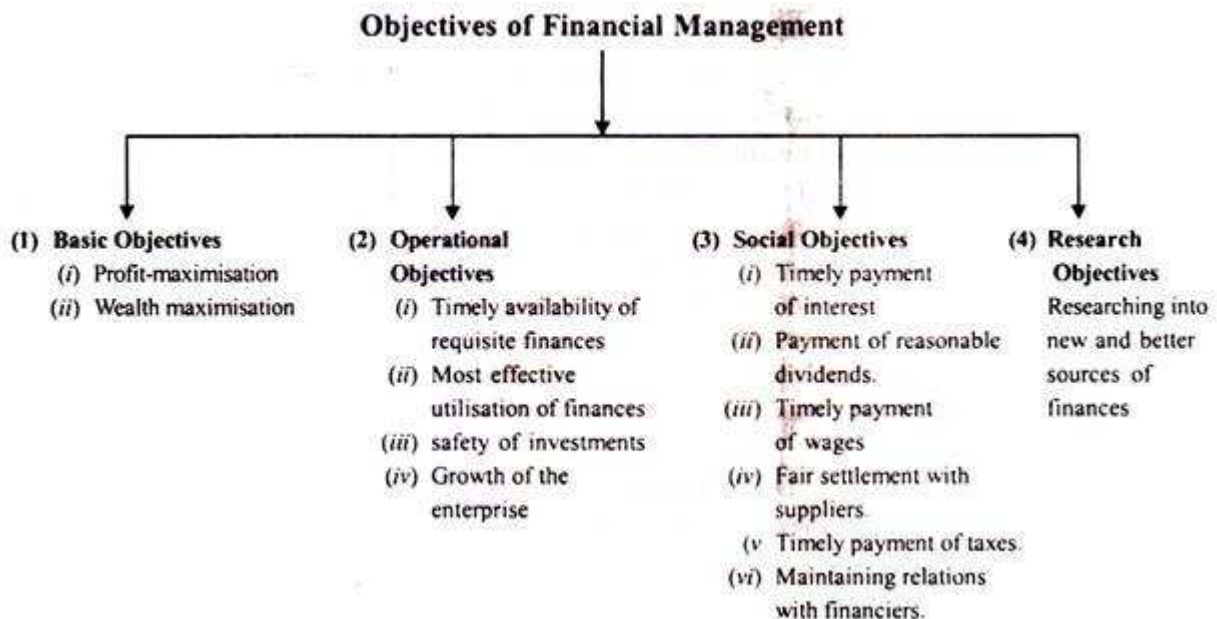 Objectives of Financial Management
(1) Basic Objectives
(i) Profit-maximisation
(ii) Wealth maximisation
(2) Operational
Objectives
(i) Timely availability of
requisite finances
(ii) Most effective
utilisation of finances
(iii) safety of investments
(iv) Growth of the
enterprise
(3) Social Objectives
(i) Timely payment
of interest
(ii) Payment of reasonable
dividends.
(iii) Timely payment
of wages
(iv) Fair settlement with
suppliers.
(v Timely payment of taxes.
(vi) Maintaining relations
with financiers.
(4) Research
Objectives
Researching into
new and better
sources of
finances